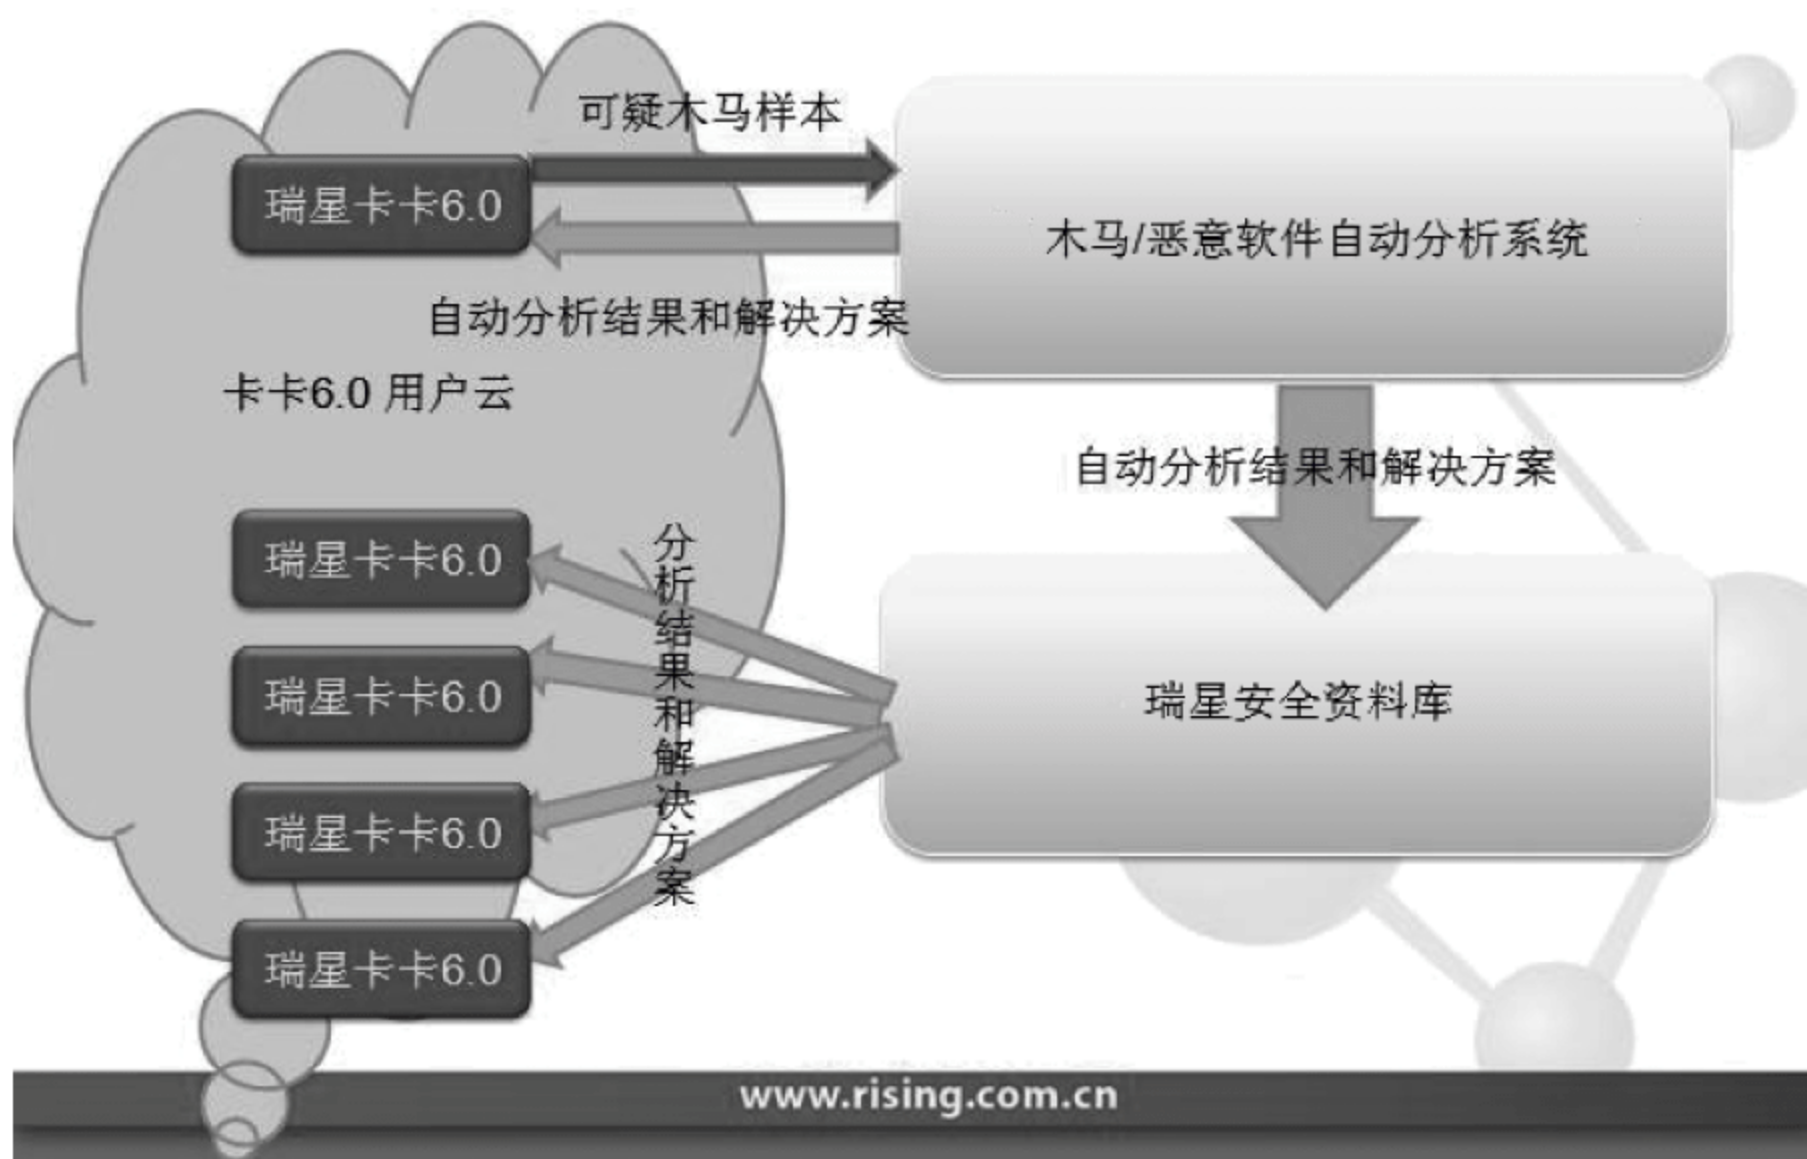 可疑木马样本
瑞星卡卡6.0
木马/恶意软件自动分析系统
自动分析结果和解决方案
卡卡6.0 用户云
自动分析结果和解决方案
瑞星卡卡6.0
分析结果和解决方案
瑞星卡卡6.0
瑞星安全资料库
瑞星卡卡6.0
瑞星卡卡6.0
www.rising.com.cn